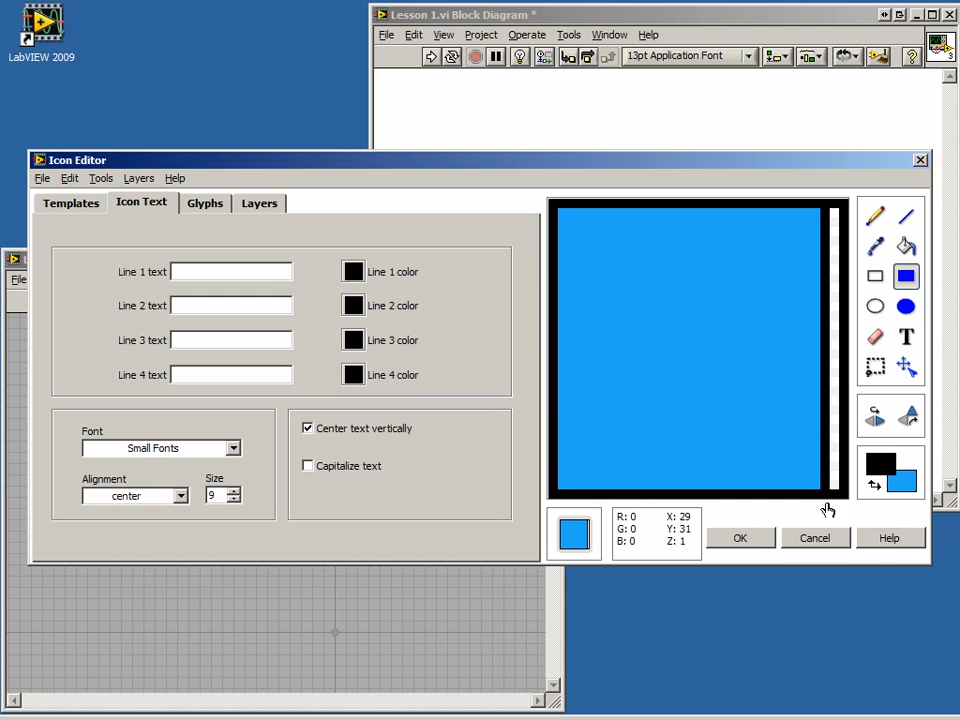 LabVIEW 2009
Lesson 1.vi Block Diagram *
File Edit View Project Operate Tools Window Help
13pt Application Font
3
Icon Editor
File Edit Tools Layers Help
Templates Icon Text Glyphs Layers
Line 1 text Line 1 color
Line 2 text Line 2 color
Line 3 text Line 3 color
Line 4 text Line 4 color
Font
Small Fonts
Alignment Size
center 9
Center text vertically
Capitalize text
T
R: 0 X: 29
G: 0 Y: 31
B: 0 Z: 1
OK Cancel Help